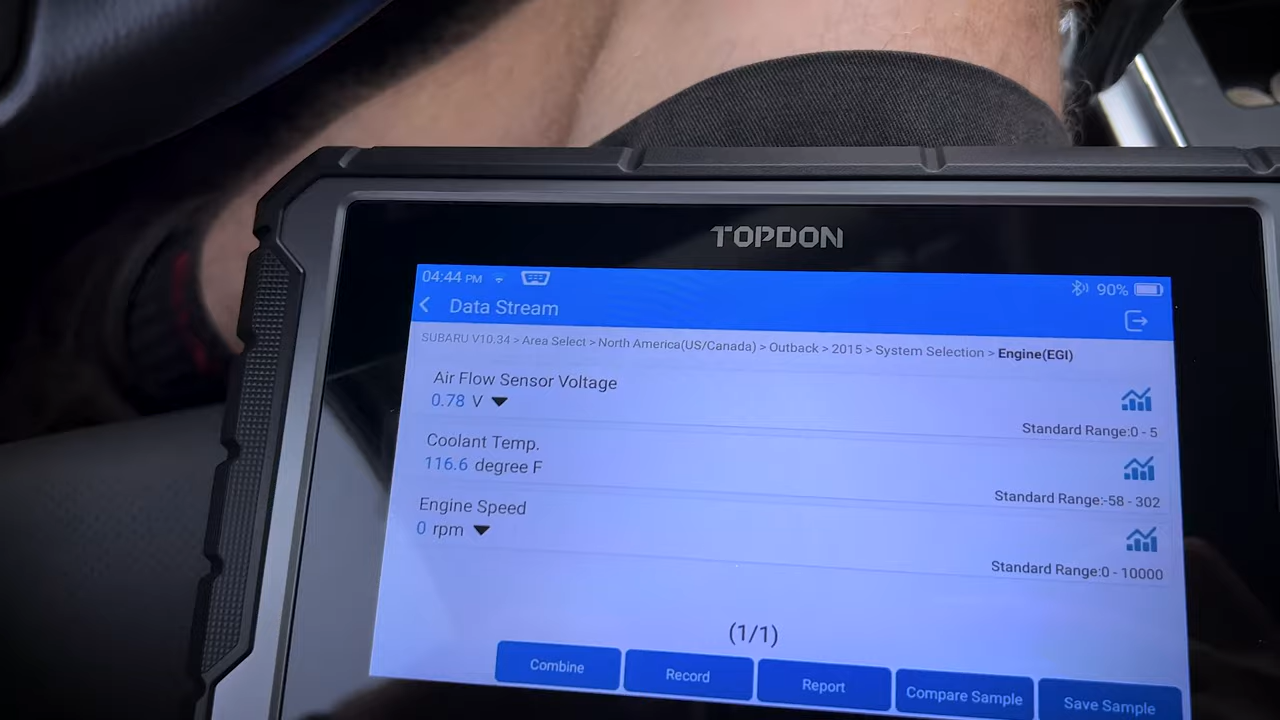 TOPDON
04:44 PM 90%
Data Stream
SUBARU V10.34 > Area Select > North America(US/Canada) > Outback > 2015 > System Selection > Engine(EGI)
Air Flow Sensor Voltage
0.78 V
Standard Range:0 - 5
Coolant Temp.
116.6 degree F
Standard Range:-58 - 302
Engine Speed
0 rpm
Standard Range:0 - 10000
(1/1)
Combine Record Report Compare Sample Save Sample